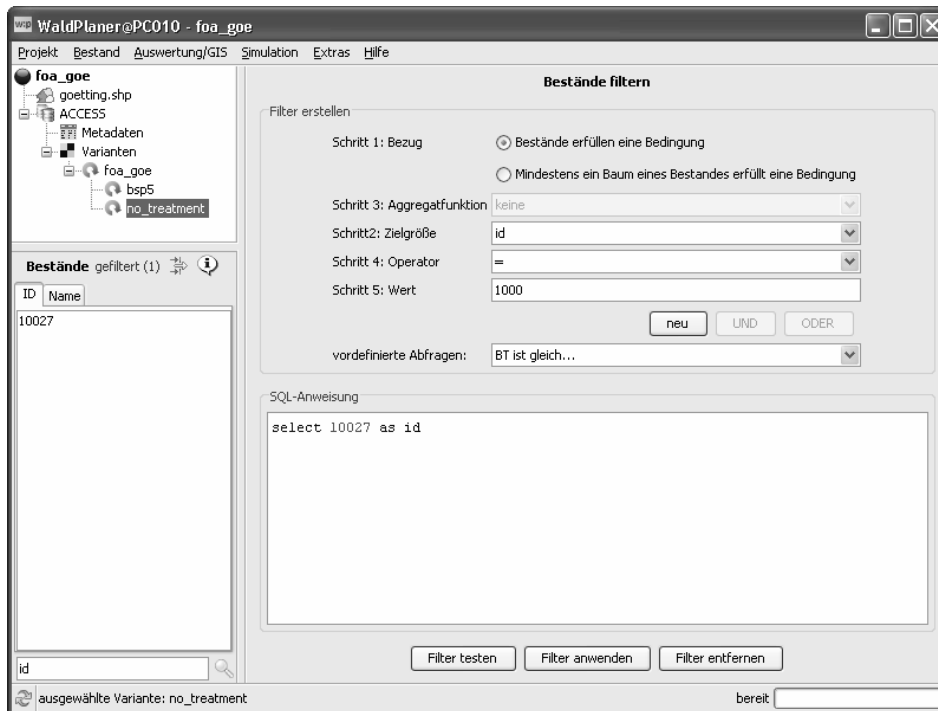 w:p WaldPlaner@PC010 - foa_goe
Projekt Bestand Auswertung/GIS Simulation Extras Hilfe
foa_goe
goetting.shp
ACCESS
Metadaten
Varianten
foa_goe
bsp5
no_treatment
Bestände gefiltert (1)
ID Name
10027
id
Bestände filtern
Filter erstellen
Schritt 1: Bezug
Bestände erfüllen eine Bedingung
Mindestens ein Baum eines Bestandes erfüllt eine Bedingung
Schritt 3: Aggregatfunktion keine
Schritt2: Zielgröße id
Schritt 4: Operator =
Schritt 5: Wert 1000
neu UND ODER
vordefinierte Abfragen: BT ist gleich...
SQL-Anweisung
select 10027 as id
Filter testen Filter anwenden Filter entfernen
ausgewählte Variante: no_treatment bereit